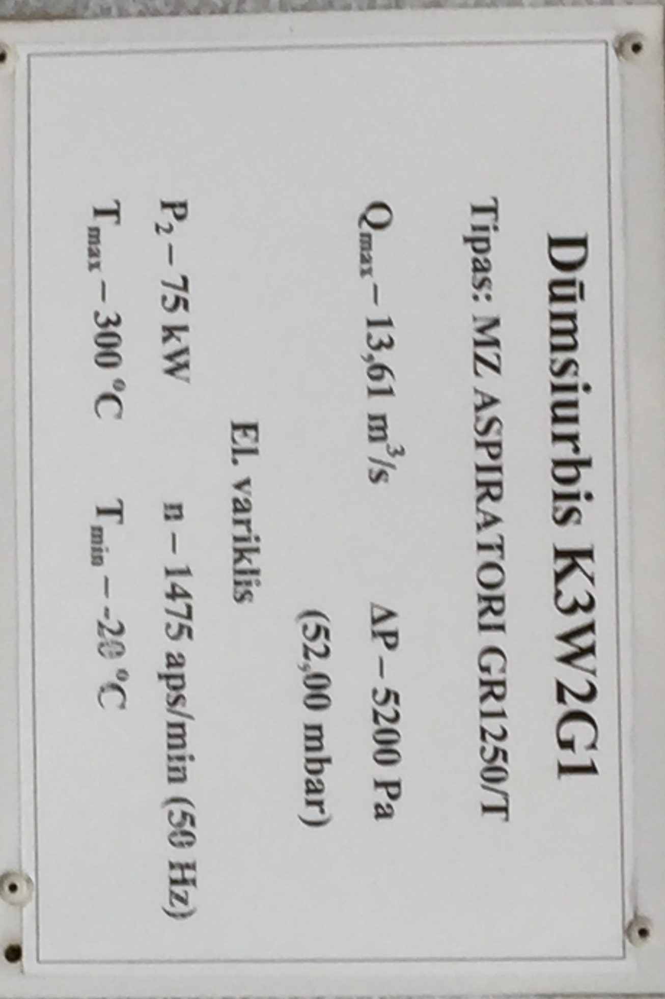 Dūmsiurbis K3W2G1
Tipas: MZ ASPIRATORI GR1250/T
Qmax – 13,61 m³/s ΔP – 5200 Pa
(52,00 mbar)
El. variklis
P₂ – 75 kW n – 1475 aps/min (50 Hz)
Tmax – 300 °C Tmin – -20 °C